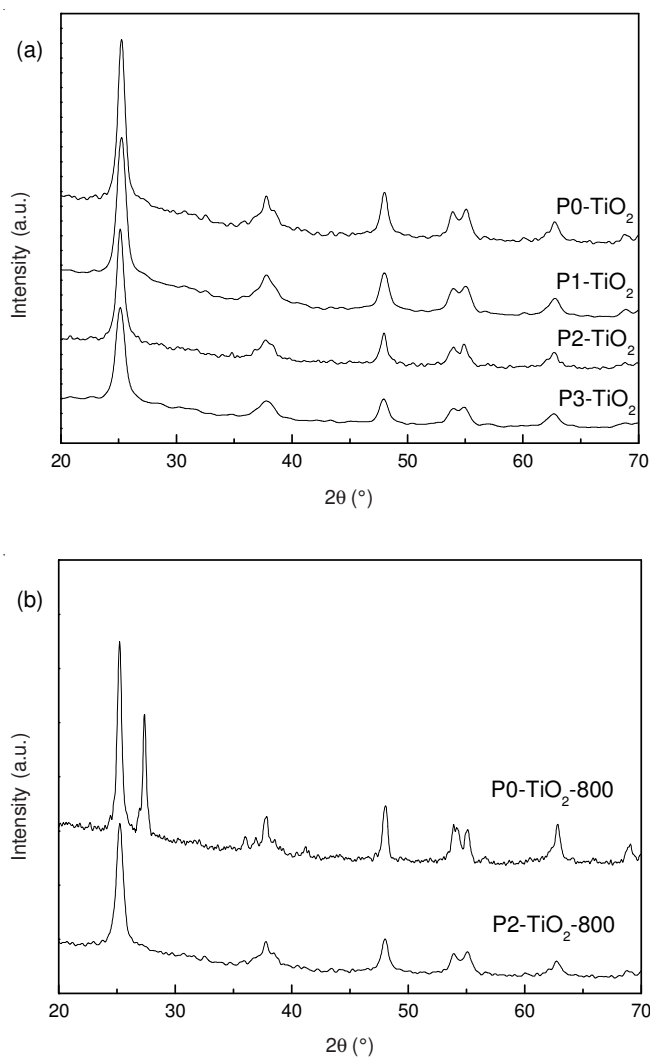 (a)
Intensity (a.u.)
P0-TiO₂
P1-TiO₂
P2-TiO₂
P3-TiO₂
20 30 40 50 60 70
2θ (°)
(b)
Intensity (a.u.)
P0-TiO₂-800
P2-TiO₂-800
20 30 40 50 60 70
2θ (°)